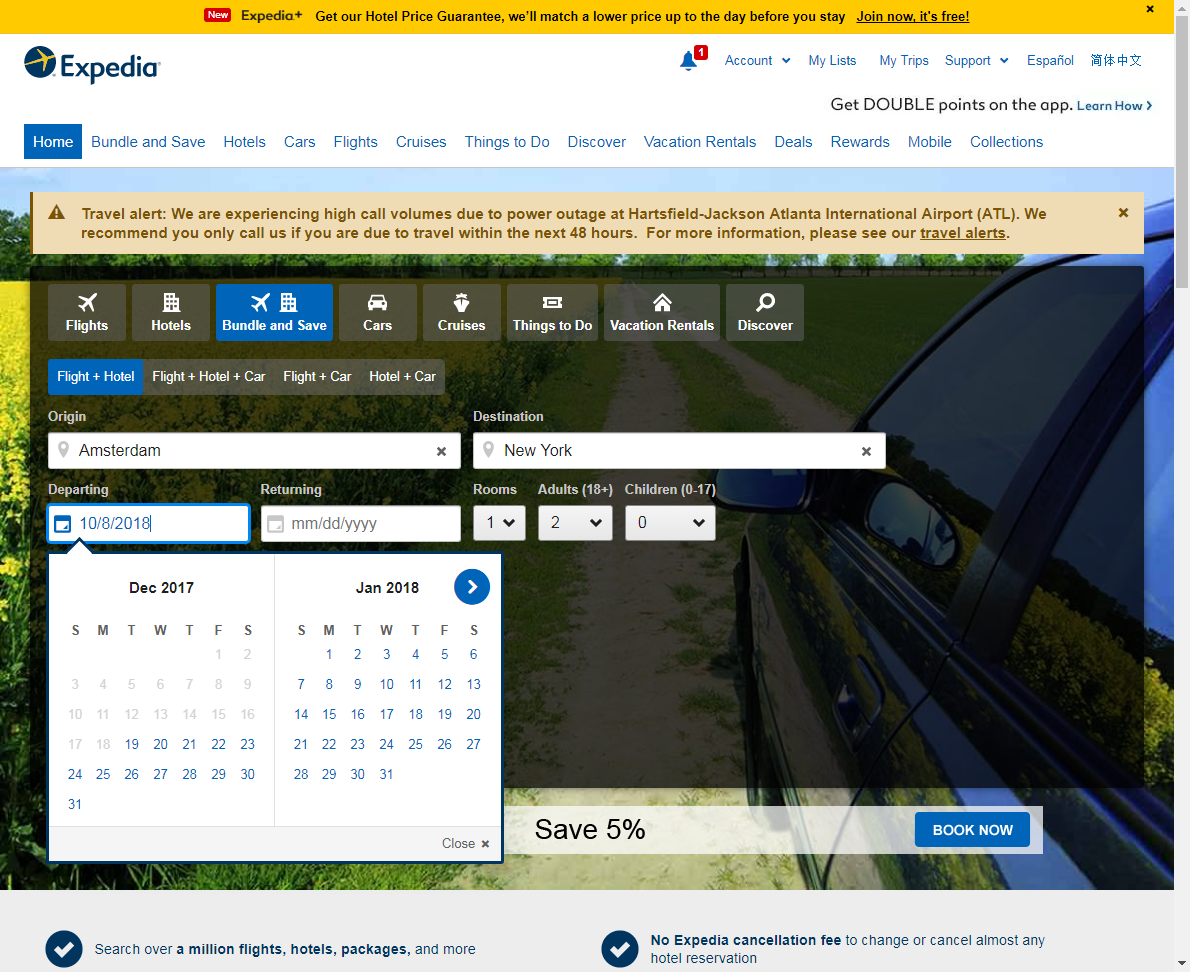 New Expedia+ Get our Hotel Price Guarantee, we'll match a lower price up to the day before you stay Join now, it's free!
Expedia
1 Account My Lists My Trips Support Español 简体中文
Get DOUBLE points on the app. Learn How
Home Bundle and Save Hotels Cars Flights Cruises Things to Do Discover Vacation Rentals Deals Rewards Mobile Collections
Travel alert: We are experiencing high call volumes due to power outage at Hartsfield-Jackson Atlanta International Airport (ATL). We
recommend you only call us if you are due to travel within the next 48 hours. For more information, please see our travel alerts.
Flights Hotels Bundle and Save Cars Cruises Things to Do Vacation Rentals Discover
Flight + Hotel Flight + Hotel + Car Flight + Car Hotel + Car
Origin Destination
Amsterdam New York
Departing Returning Rooms Adults (18+) Children (0-17)
10/8/2018 mm/dd/yyyy 1 2 0
Dec 2017 Jan 2018
S M T W T F S S M T W T F S
1 2 1 2 3 4 5 6
3 4 5 6 7 8 9 7 8 9 10 11 12 13
10 11 12 13 14 15 16 14 15 16 17 18 19 20
17 18 19 20 21 22 23 21 22 23 24 25 26 27
24 25 26 27 28 29 30 28 29 30 31
31
Save 5% BOOK NOW
Close
Search over a million flights, hotels, packages, and more
No Expedia cancellation fee to change or cancel almost any
hotel reservation